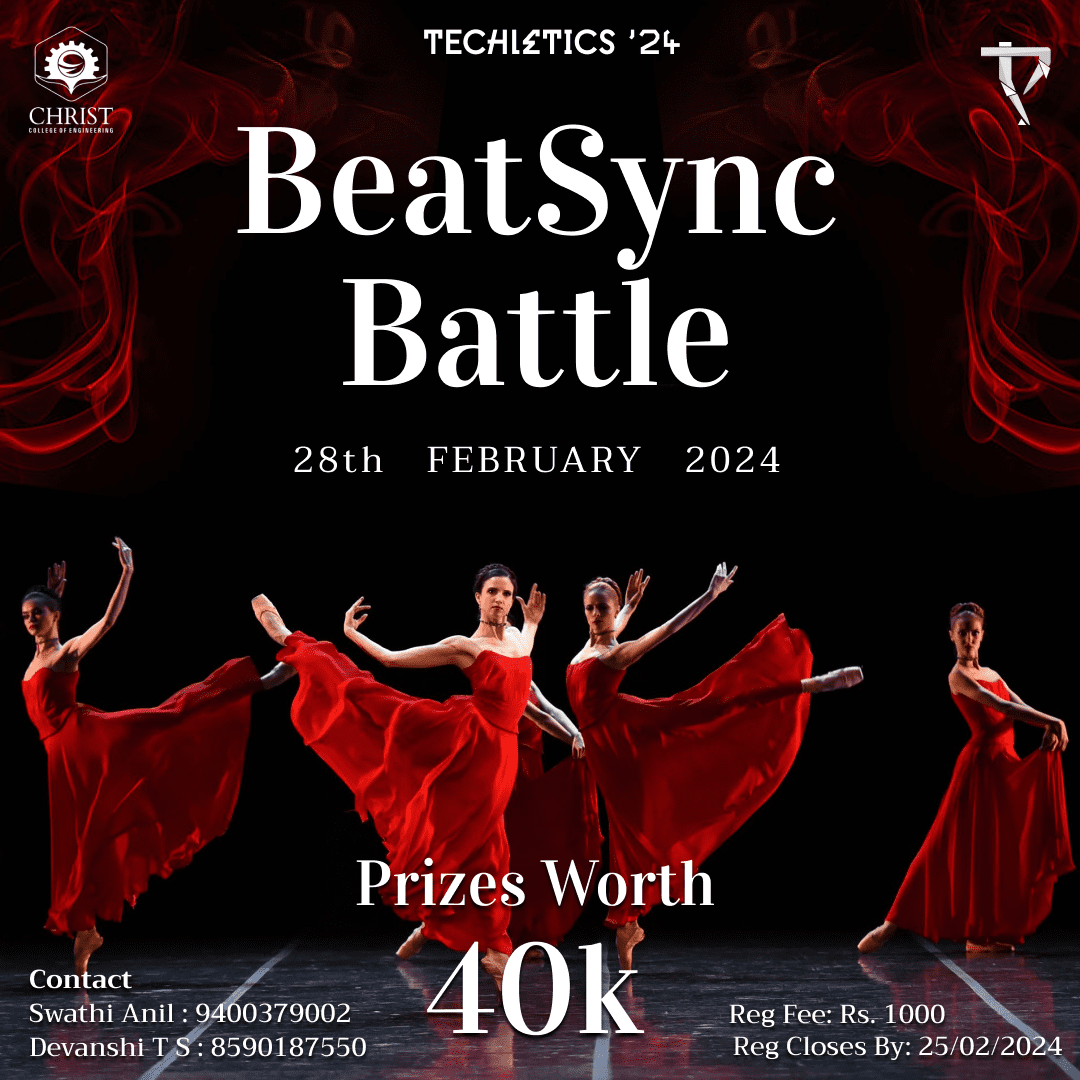 TECHLETICS '24
CHRIST
COLLEGE OF ENGINEERING
BeatSync
Battle
28th FEBRUARY 2024
Prizes Worth
40k
Contact
Swathi Anil : 9400379002
Devanshi T S : 8590187550
Reg Fee: Rs. 1000
Reg Closes By: 25/02/2024